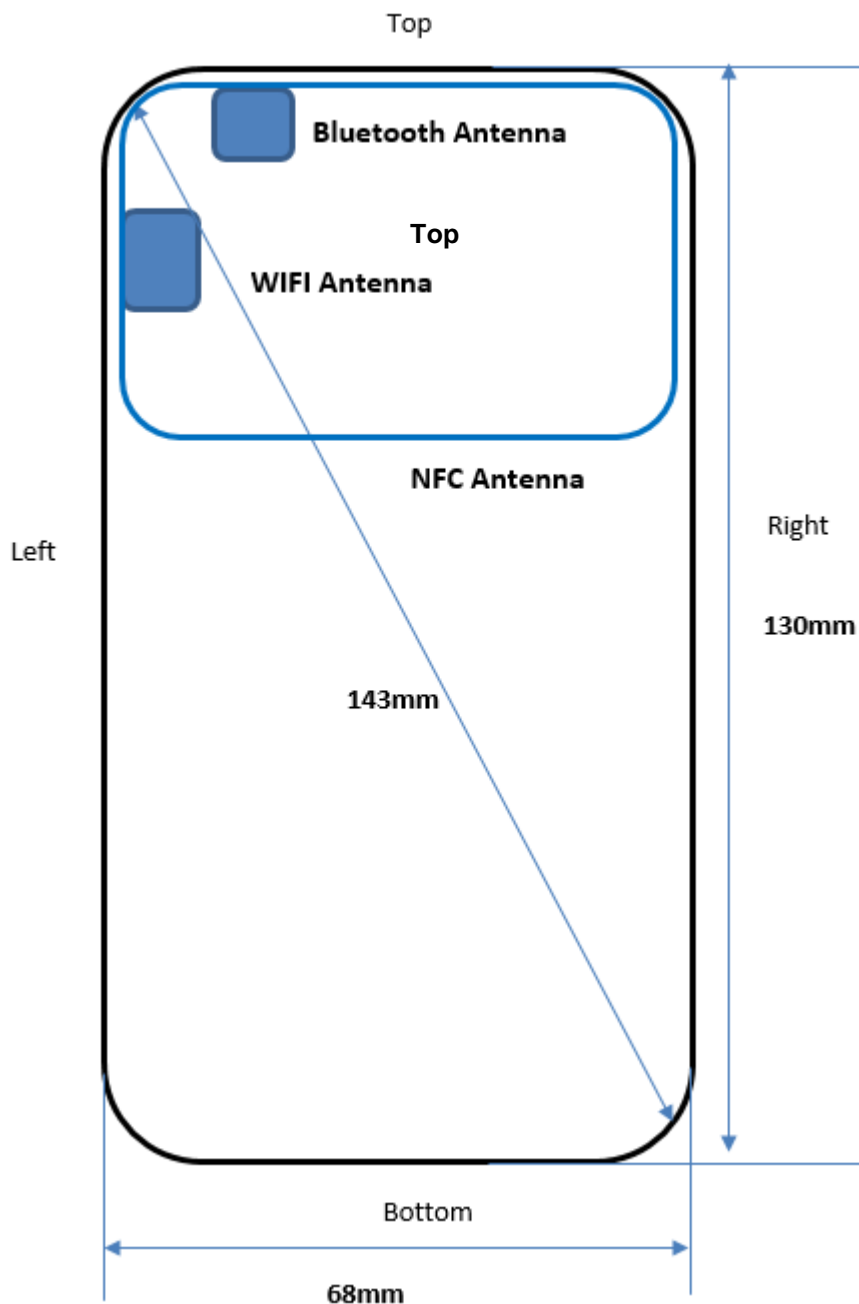 Top
Bluetooth Antenna
Top
WIFI Antenna
NFC Antenna
Right
Left
130mm
143mm
Bottom
68mm